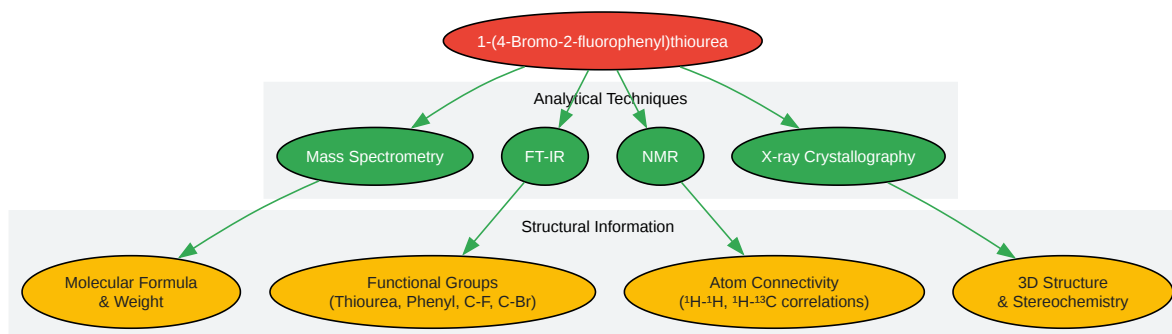 1-(4-Bromo-2-fluorophenyl)thiourea
Analytical Techniques
Mass Spectrometry
FT-IR
NMR
X-ray Crystallography
Structural Information
Molecular Formula
& Weight
Functional Groups
(Thiourea, Phenyl, C-F, C-Br)
Atom Connectivity
(¹H-¹H, ¹H-¹³C correlations)
3D Structure
& Stereochemistry